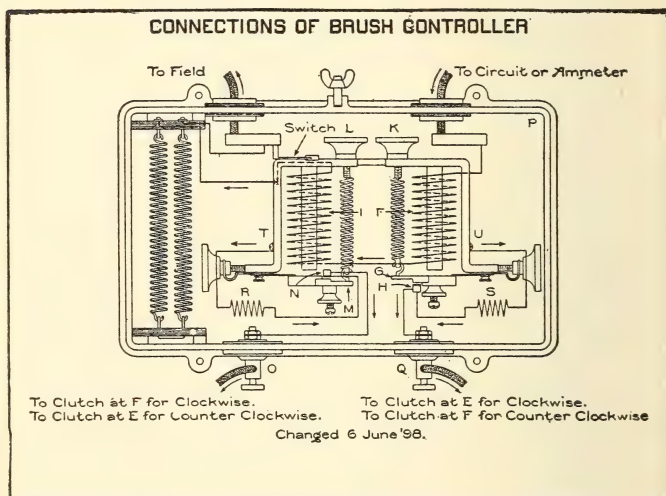 CONNECTIONS OF BRUSH GONTROLLER
To Field
To Circuit or Ammeter
P
Switch L K
I F
T U
G
N H
M
R S
O Q
To Clutch at F for Clockwise.
To Clutch at E for Counter Clockwise.
To Clutch at E for Clockwise.
To Clutch at F for Counter Clockwise
Changed 6 June '98.